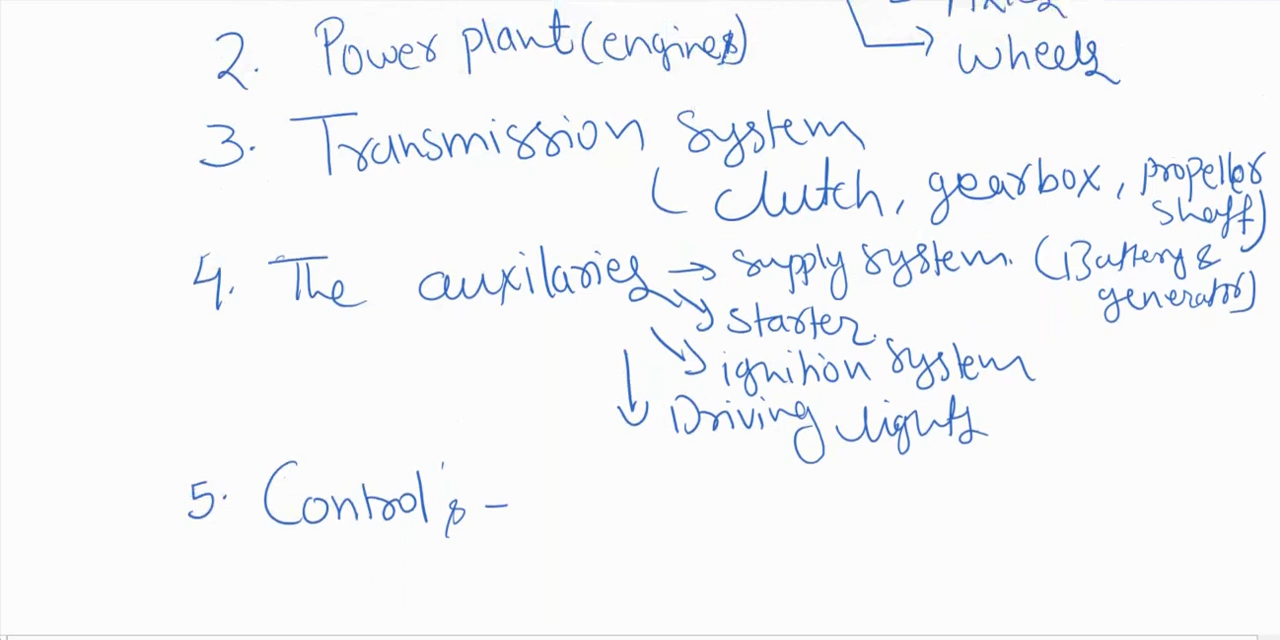 2. Power plant (engines)
→ wheels
3. Transmission System
( clutch, gearbox, propeller shaft)
4. The auxilaries → supply system. (Battery & generator)
↘ starter.
↘ ignition system
↓ Driving lights
5. Control's -